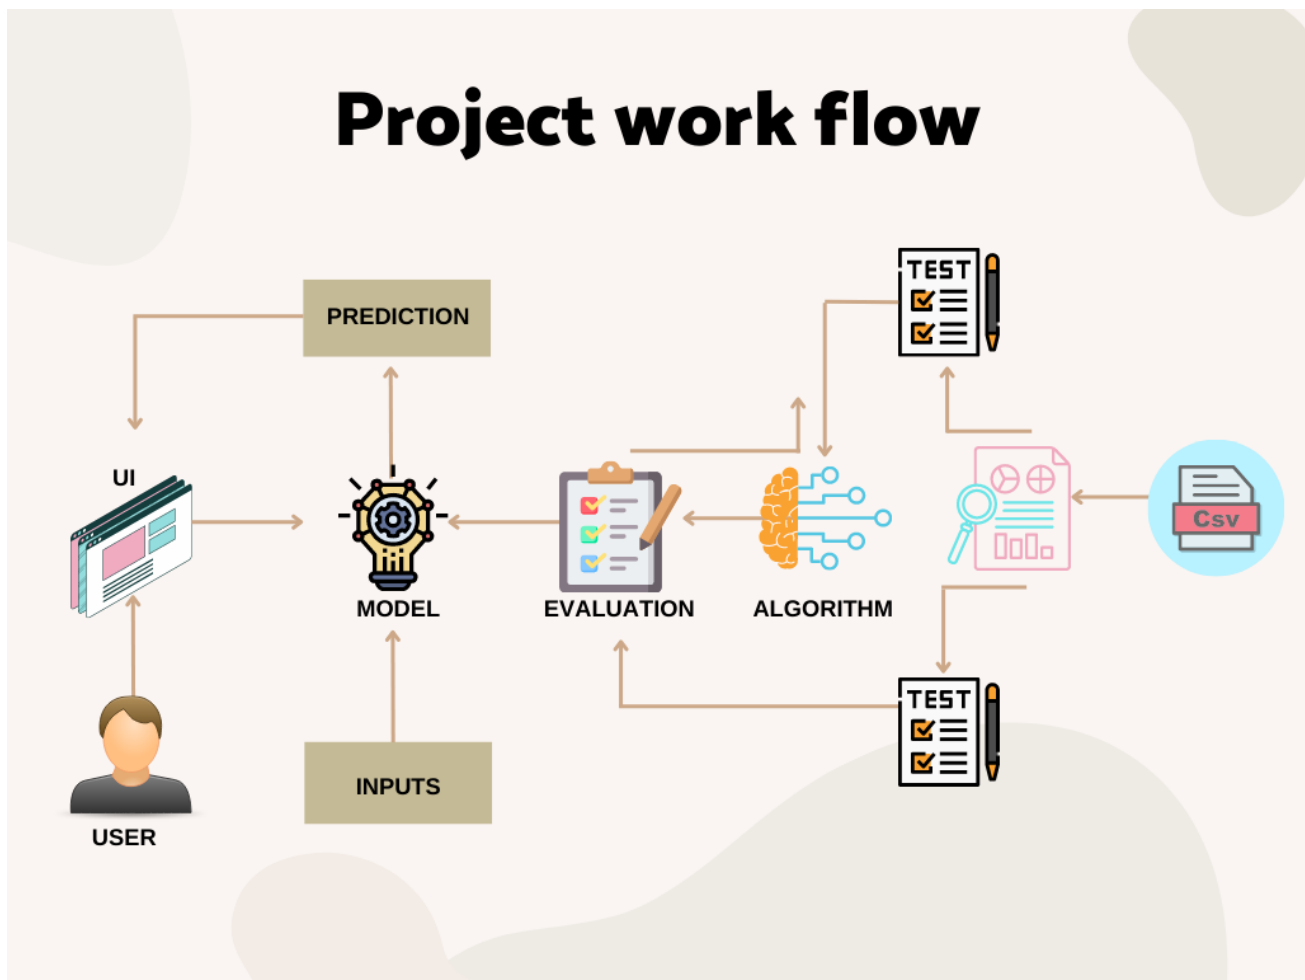 Project work flow
TEST
PREDICTION
UI
Csv
MODEL
EVALUATION
ALGORITHM
TEST
INPUTS
USER